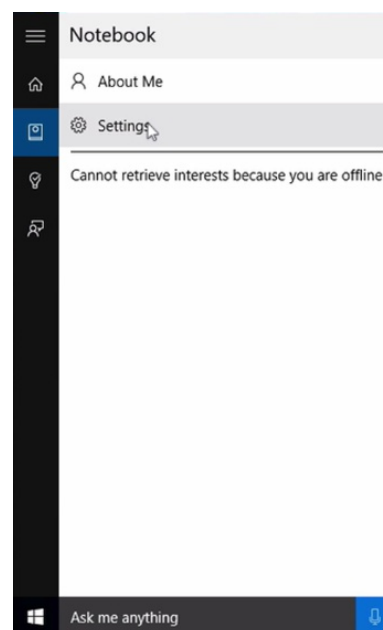 Notebook
About Me
Settings
Cannot retrieve interests because you are offline
Ask me anything